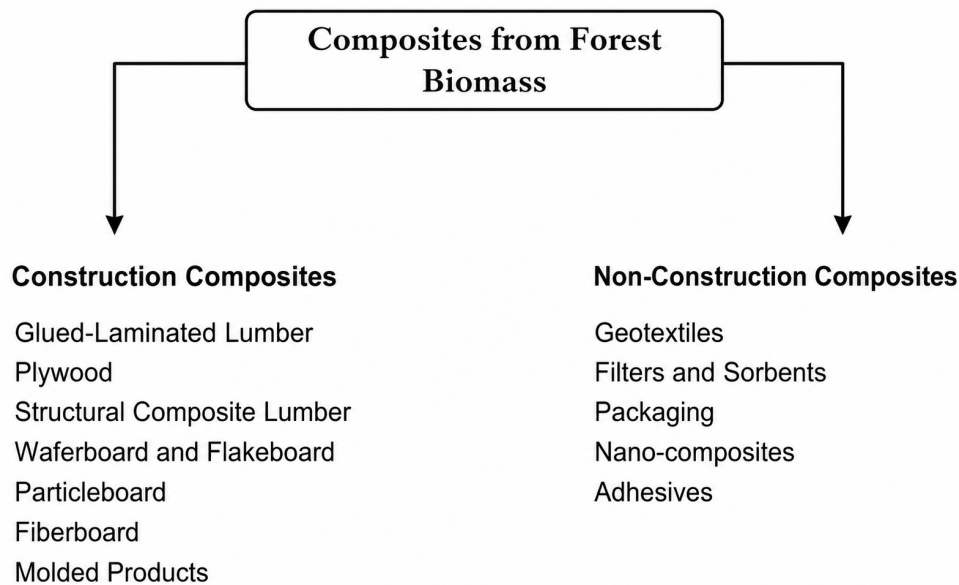 Composites from Forest
Biomass
Construction Composites
Glued-Laminated Lumber
Plywood
Structural Composite Lumber
Waferboard and Flakeboard
Particleboard
Fiberboard
Molded Products
Non-Construction Composites
Geotextiles
Filters and Sorbents
Packaging
Nano-composites
Adhesives